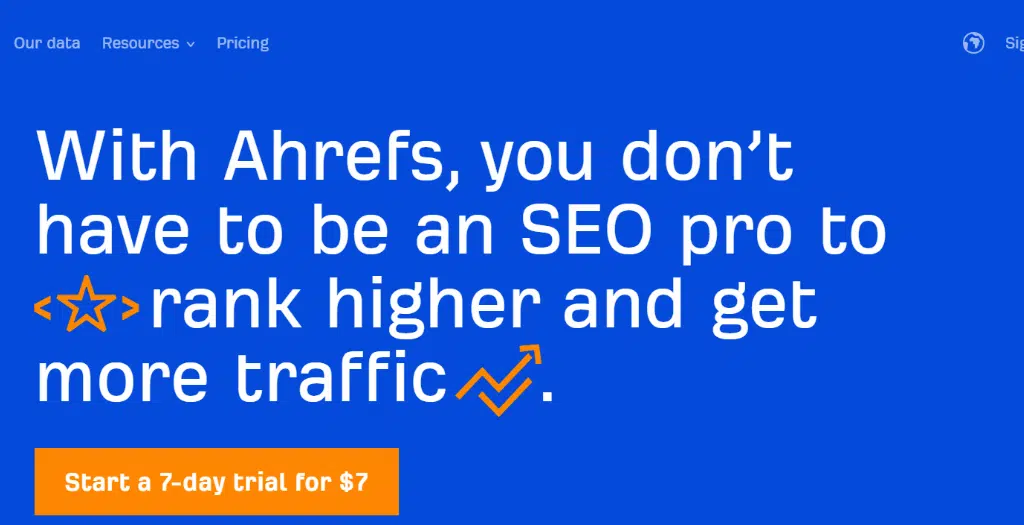 Our data Resources Pricing
With Ahrefs, you don’t
have to be an SEO pro to
rank higher and get
more traffic.
Start a 7-day trial for $7